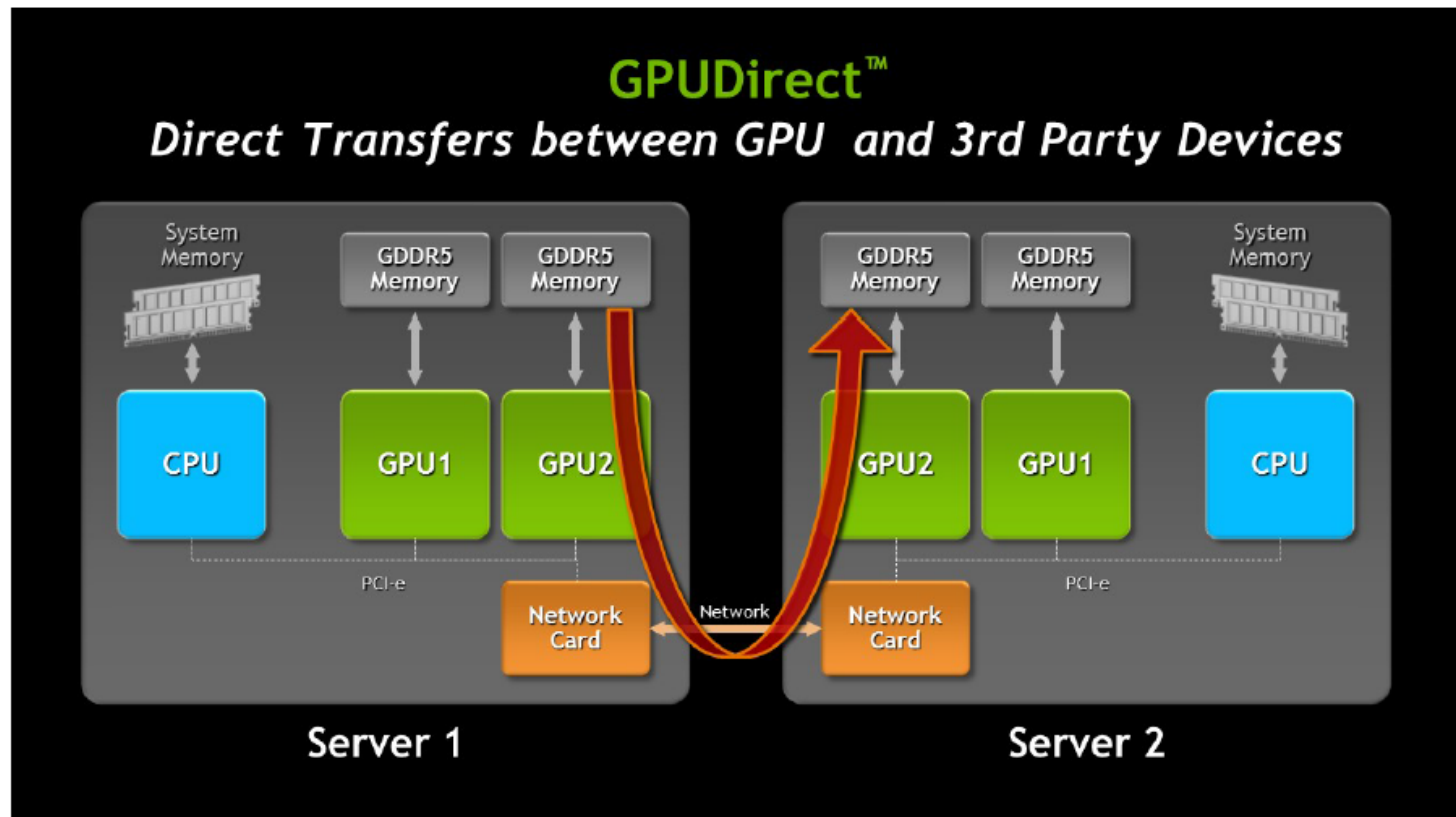 GPUDirect™
Direct Transfers between GPU and 3rd Party Devices
System
Memory
GDDR5
Memory
GDDR5
Memory
CPU
GPU1
GPU2
PCI-e
Network
Card
Server 1
Network
GDDR5
Memory
GDDR5
Memory
System
Memory
GPU2
GPU1
CPU
PCI-e
Network
Card
Server 2